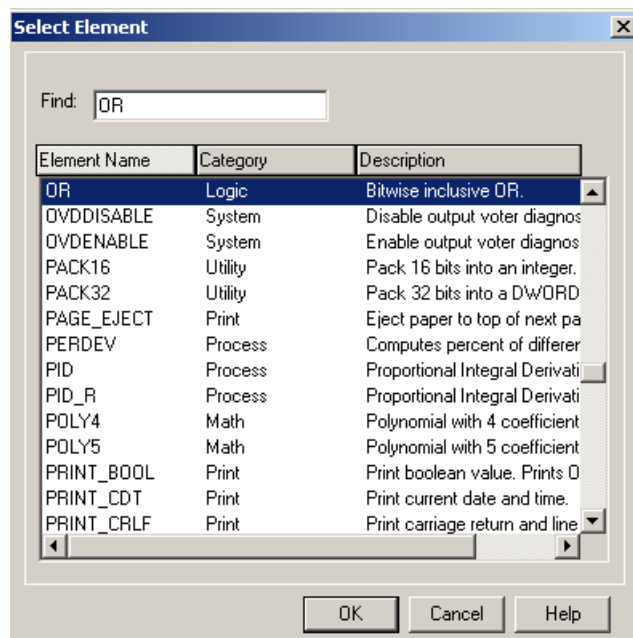 Select Element
Find: OR
Element Name Category Description
OR Logic Bitwise inclusive OR.
OVDDISABLE System Disable output voter diagnos
OVDENABLE System Enable output voter diagnos
PACK16 Utility Pack 16 bits into an integer.
PACK32 Utility Pack 32 bits into a DWORD
PAGE_EJECT Print Eject paper to top of next pa
PERDEV Process Computes percent of differen
PID Process Proportional Integral Derivati
PID_R Process Proportional Integral Derivati
POLY4 Math Polynomial with 4 coefficient
POLY5 Math Polynomial with 5 coefficient
PRINT_BOOL Print Print boolean value. Prints O
PRINT_CDT Print Print current date and time.
PRINT_CRLF Print Print carriage return and line
OK Cancel Help